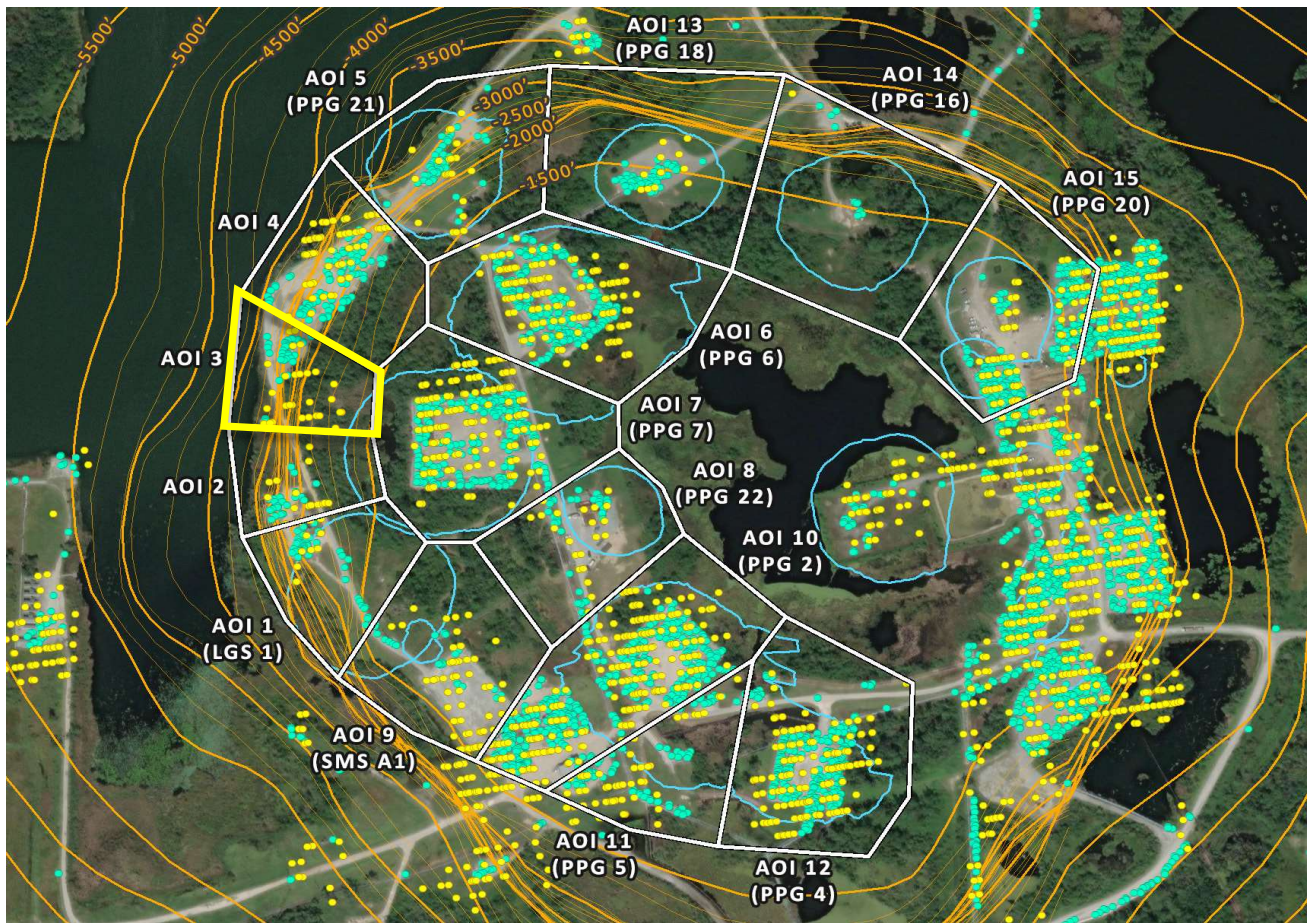 -5500'
-5000'
-4500'
-4000'
-3500'
-3000'
-2500'
-2000'
-1500'
AOI 13
(PPG 18)
AOI 5
(PPG 21)
AOI 14
(PPG 16)
AOI 15
(PPG 20)
AOI 4
AOI 3
AOI 6
(PPG 6)
AOI 7
(PPG 7)
AOI 2
AOI 8
(PPG 22)
AOI 10
(PPG 2)
AOI 1
(LGS 1)
AOI 9
(SMS A1)
AOI 11
(PPG 5)
AOI 12
(PPG 4)